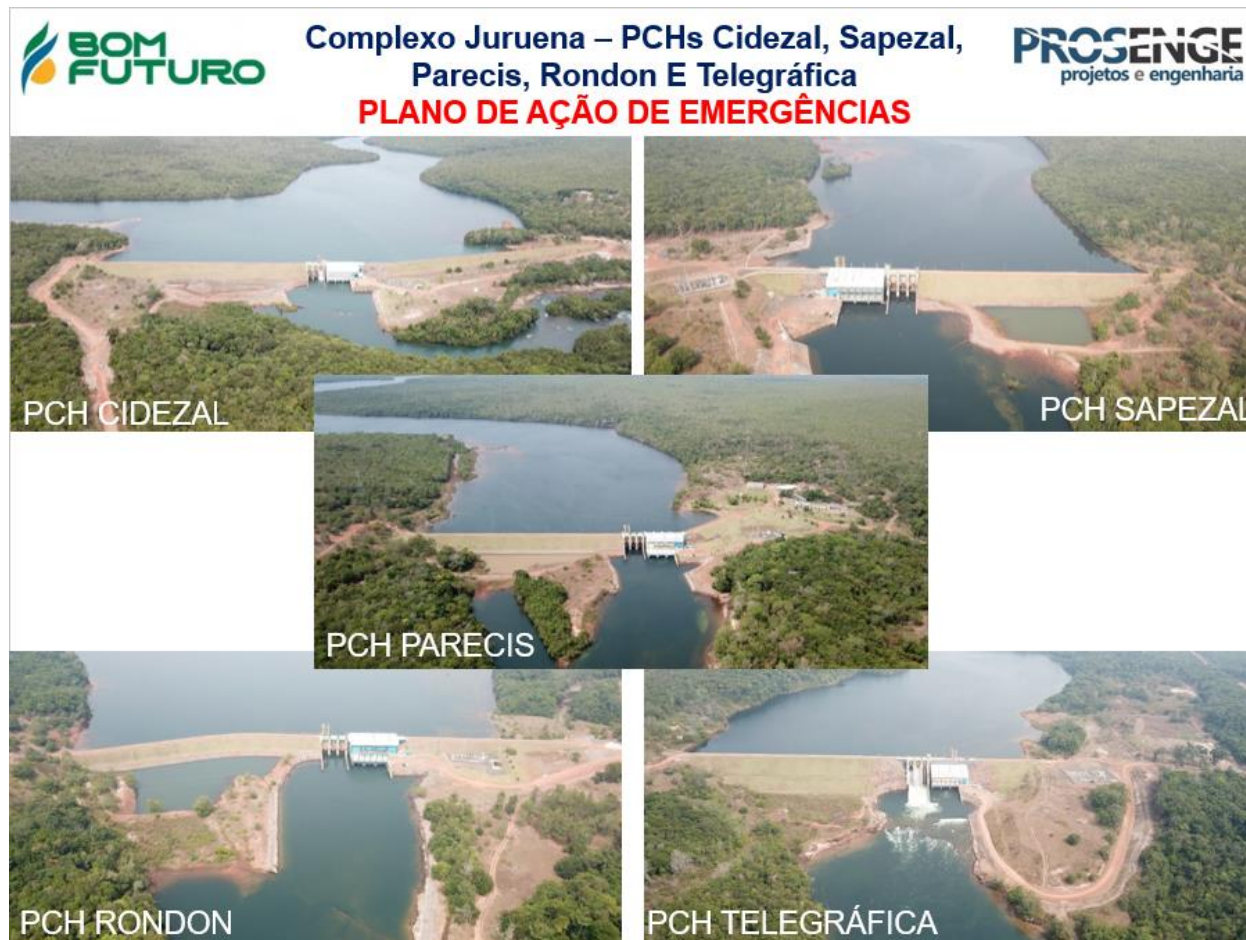 BOM
FUTURO
Complexo Juruena – PCHs Cidezal, Sapezal,
Parecis, Rondon E Telegráfica
PLANO DE AÇÃO DE EMERGÊNCIAS
PROSENGE
projetos e engenharia
PCH CIDEZAL
PCH SAPEZAL
PCH PARECIS
PCH RONDON
PCH TELEGRÁFICA